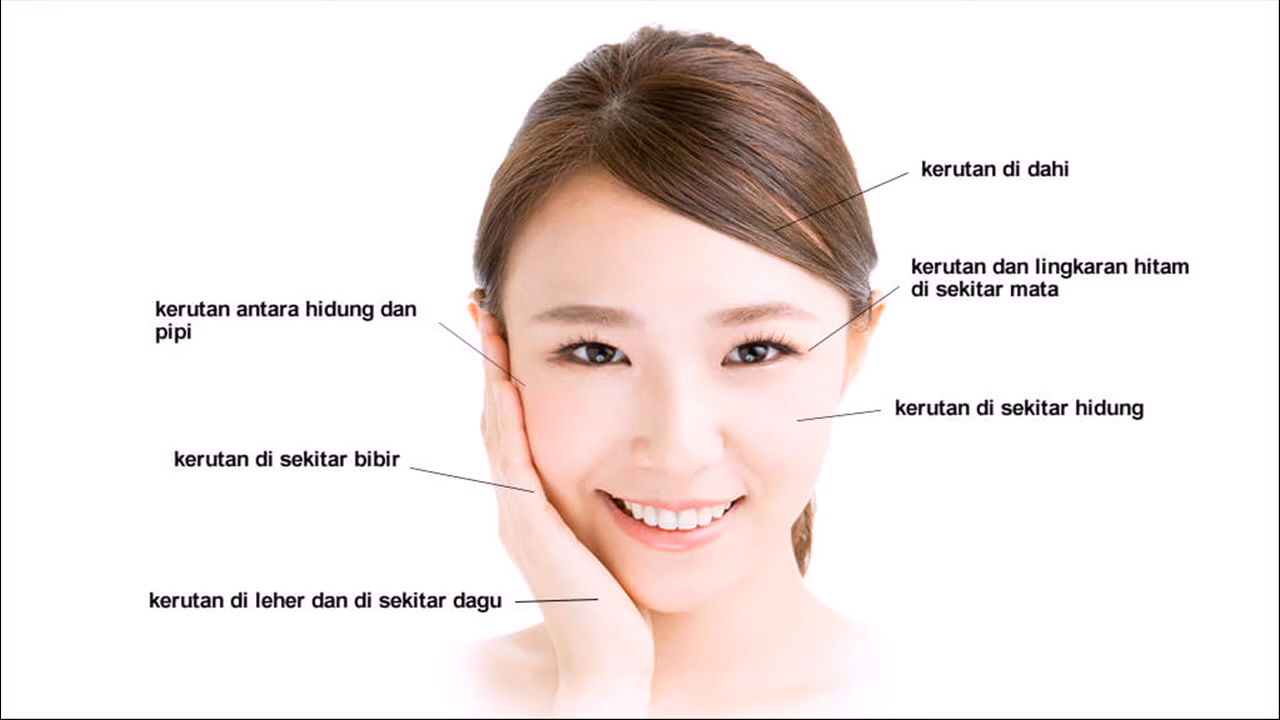 kerutan di dahi
kerutan dan lingkaran hitam
di sekitar mata
kerutan antara hidung dan
pipi
kerutan di sekitar hidung
kerutan di sekitar bibir
kerutan di leher dan di sekitar dagu